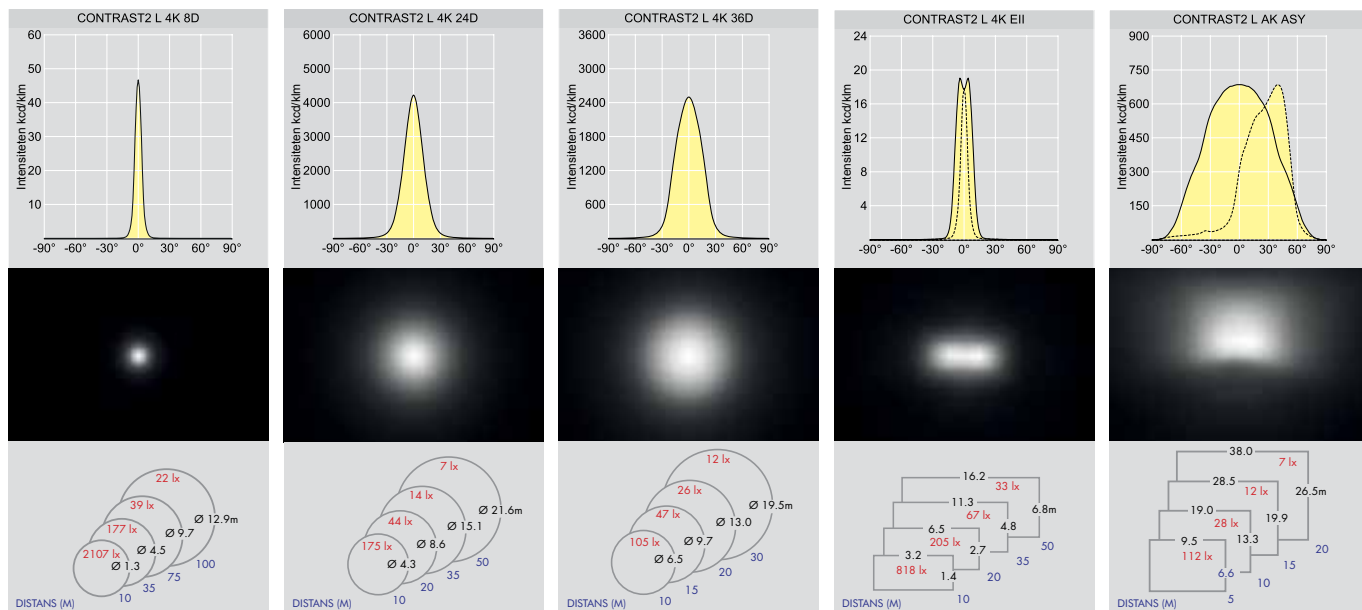 CONTRAST2 L 4K 8D
Intensiteten kcd/klm
60
50
40
30
20
10
-90° -60° -30° 0° 30° 60° 90°
2107 lx
177 lx
39 lx
22 lx
Ø 1.3
Ø 4.5
Ø 9.7
Ø 12.9m
10
35
75
100
DISTANS (M)
CONTRAST2 L 4K 24D
Intensiteten kcd/klm
6000
5000
4000
3000
2000
1000
-90° -60° -30° 0° 30° 60° 90°
175 lx
44 lx
14 lx
7 lx
Ø 4.3
Ø 8.6
Ø 15.1
Ø 21.6m
10
20
35
50
DISTANS (M)
CONTRAST2 L 4K 36D
Intensiteten kcd/klm
3600
3000
2400
1800
1200
600
-90° -60° -30° 0° 30° 60° 90°
105 lx
47 lx
26 lx
12 lx
Ø 6.5
Ø 9.7
Ø 13.0
Ø 19.5m
10
15
20
30
DISTANS (M)
CONTRAST2 L 4K EII
Intensiteten kcd/klm
24
20
16
12
8
4
-90° -60° -30° 0° 30° 60° 90°
16.2
33 lx
6.8m
11.3
67 lx
4.8
6.5
205 lx
2.7
3.2
818 lx
1.4
10
20
35
50
DISTANS (M)
CONTRAST2 L AK ASY
Intensiteten kcd/klm
900
750
600
450
300
150
-90° -60° -30° 0° 30° 60° 90°
38.0
7 lx
26.5m
28.5
12 lx
19.9
19.0
28 lx
13.3
9.5
112 lx
6.6
5
10
15
20
DISTANS (M)